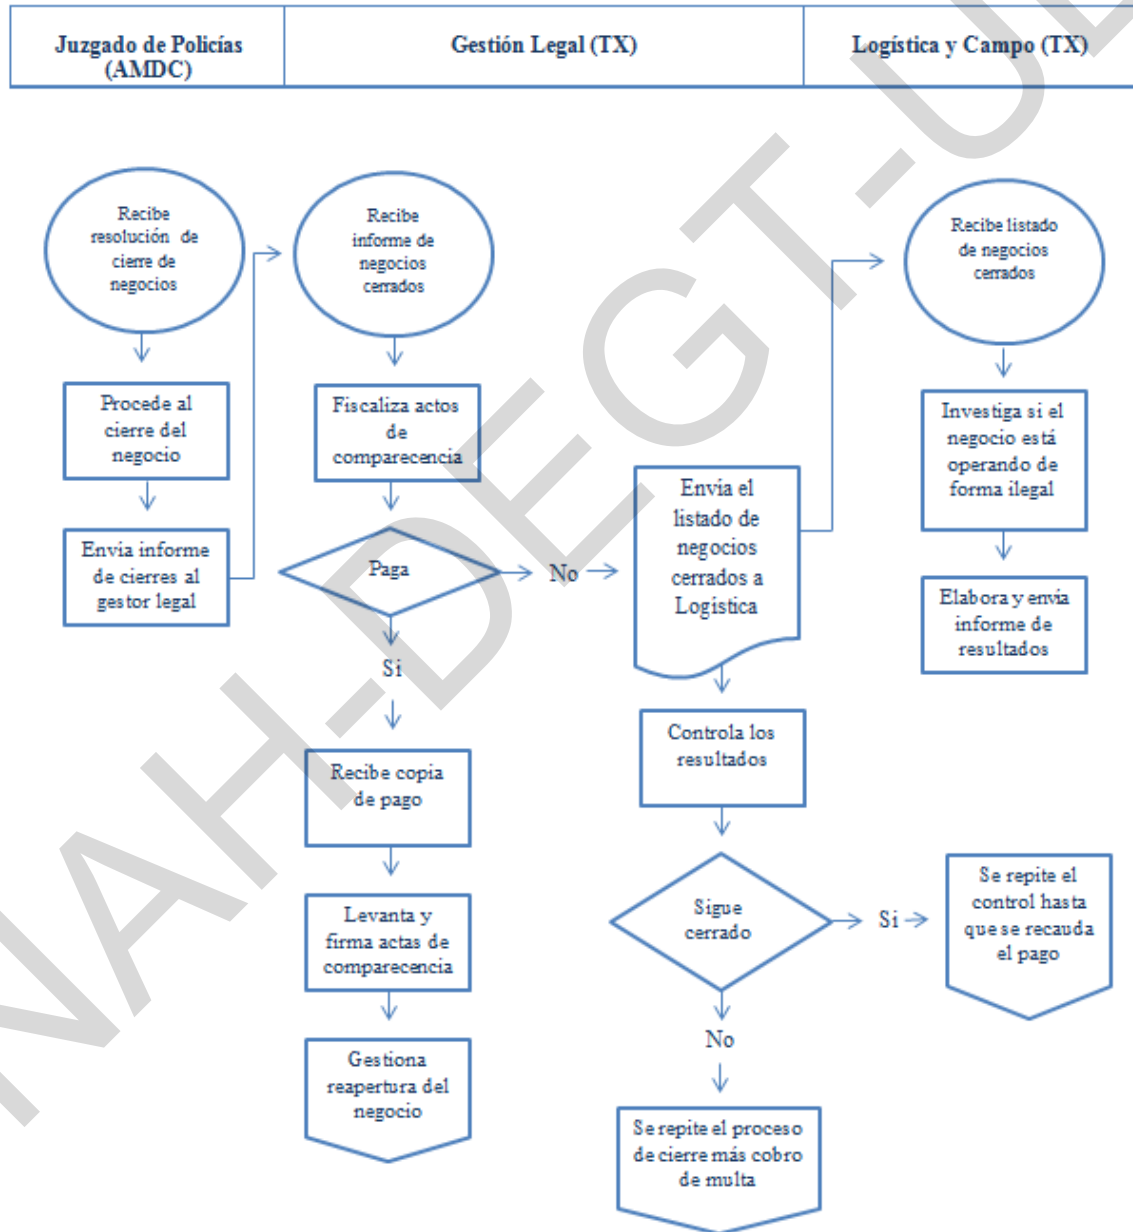 Juzgado de Policías
(AMDC)
Gestión Legal (TX)
Logística y Campo (TX)
Recibe
resolución de
cierre de
negocios
Procede al
cierre del
negocio
Envía informe
de cierres al
gestor legal
Recibe
informe de
negocios
cerrados
Fiscaliza actos
de
comparecencia
Paga
No
Si
Recibe copia
de pago
Levanta y
firma actas de
comparecencia
Gestiona
reapertura del
negocio
Envía el
listado de
negocios
cerrados a
Logística
Controla los
resultados
Sigue
cerrado
Si
No
Se repite el proceso
de cierre más cobro
de multa
Recibe listado
de negocios
cerrados
Investiga si el
negocio está
operando de
forma ilegal
Elabora y envia
informe de
resultados
Se repite el
control hasta
que se recauda
el pago
NAH-DEGT-U